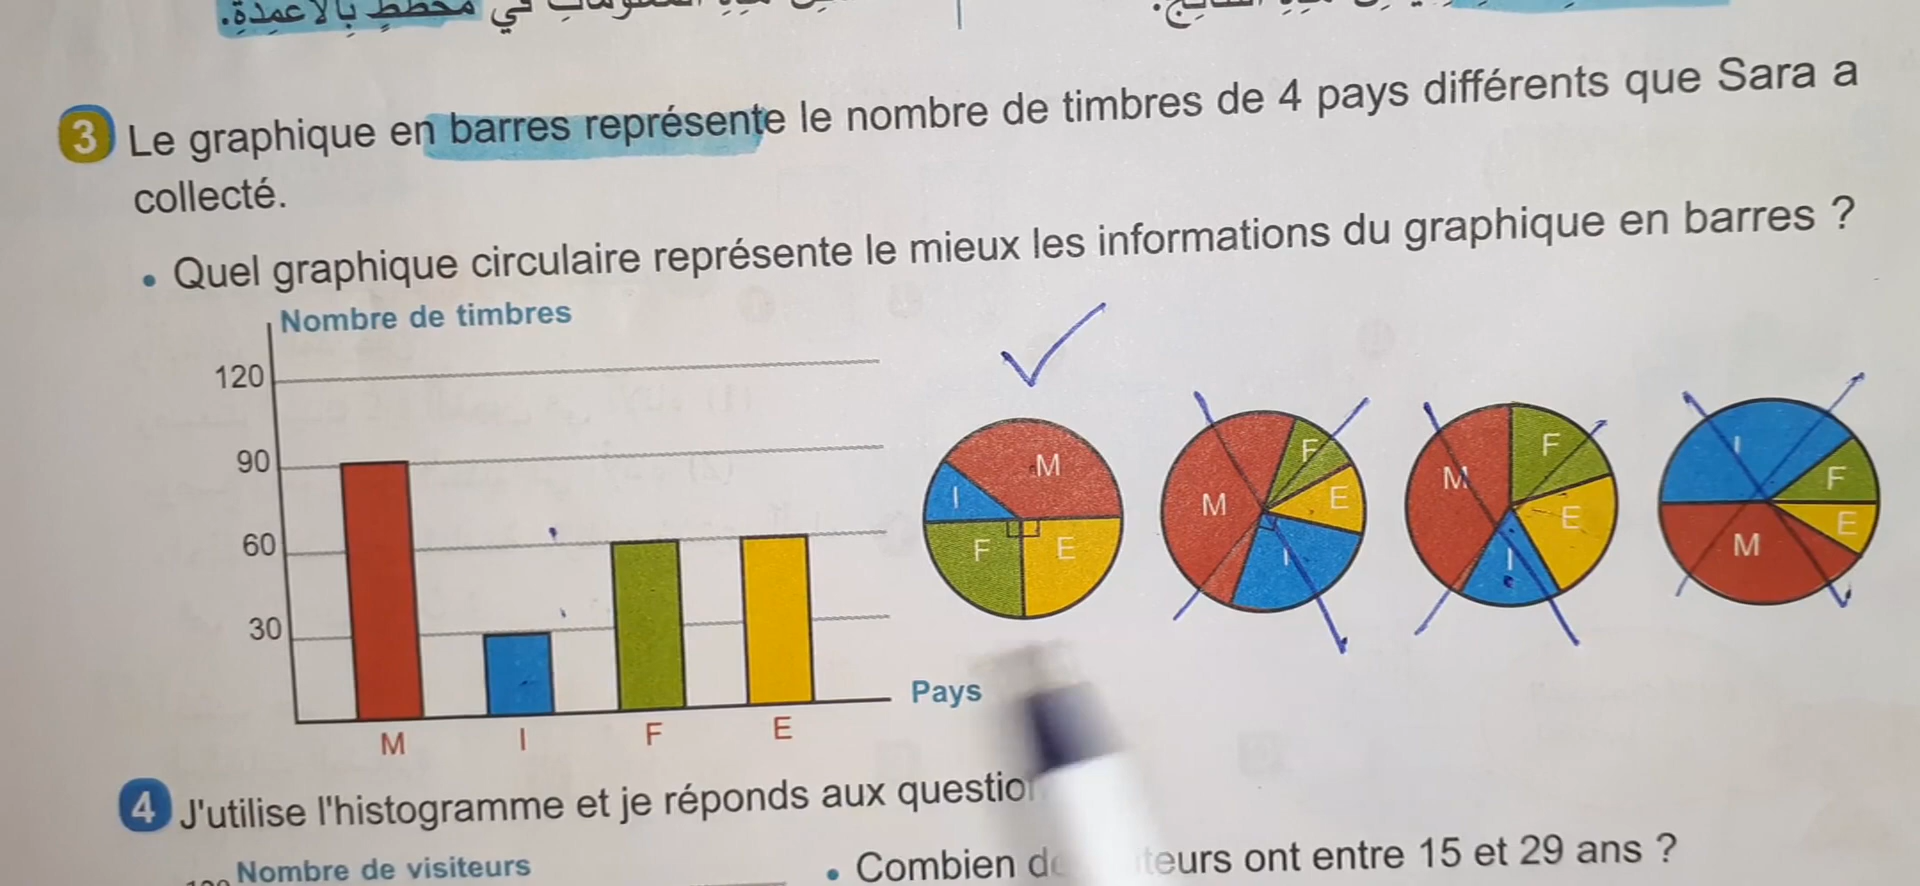 مخطط بالأعمدة.
3 Le graphique en barres représente le nombre de timbres de 4 pays différents que Sara a
collecté.
• Quel graphique circulaire représente le mieux les informations du graphique en barres ?
Nombre de timbres
120
90
60
30
M I F E
Pays
M
I
F E
M F
E
I
M F
E
I
I
F
E
M
4 J'utilise l'histogramme et je réponds aux
Nombre de visiteurs
• Combien ont entre 15 et 29 ans ?